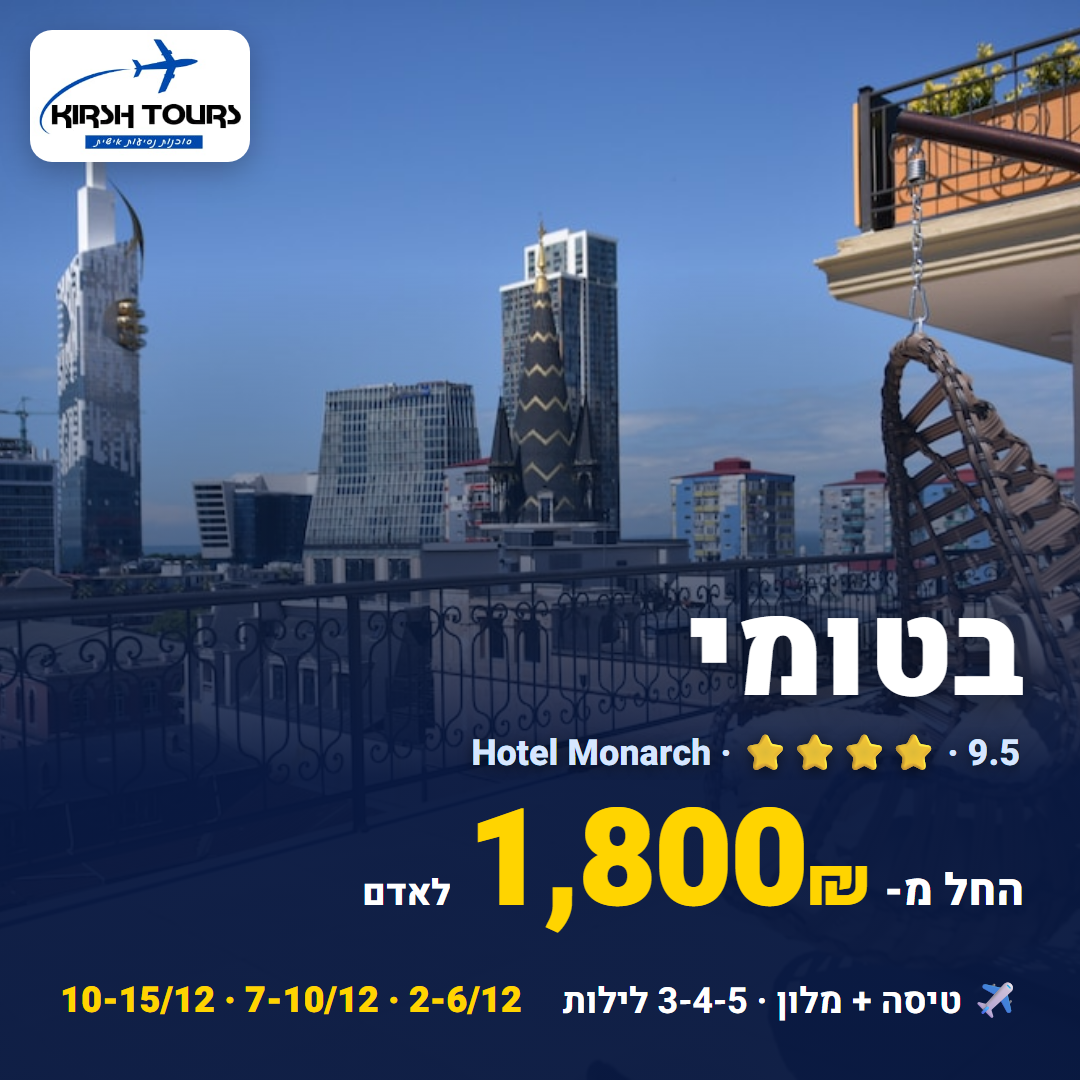 KIRSH TOURS
סוכנות נסיעות אישית
בטומי
Hotel Monarch · ⭐⭐⭐⭐ · 9.5
החל מ- ₪1,800 לאדם
✈️ טיסה + מלון · 3-4-5 לילות
2-6/12 · 7-10/12 · 10-15/12